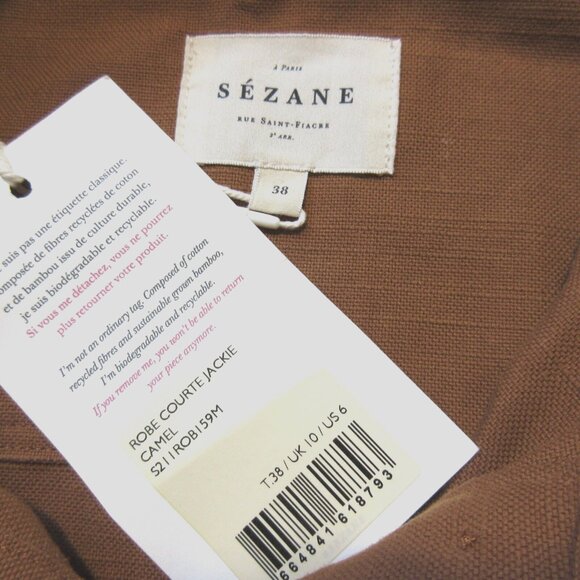 À PARIS
SÉZANE
RUE SAINT-FIACRE
2e ARR.
38
suis pas une étiquette classique.
omposée de fibres recyclées de coton
et de bambou issu de culture durable,
je suis biodégradable et recyclable.
Si vous me détachez, vous ne pourrez
plus retourner votre produit.
I'm not an ordinary tag. Composed of cotton
recycled fibres and sustainable grown bamboo,
I'm biodegradable and recyclable.
If you remove me, you won't be able to return
your piece anymore.
ROBE COURTE JACKIE
CAMEL
S211ROB159M
T.38 / UK 10 / US 6
664841 618793